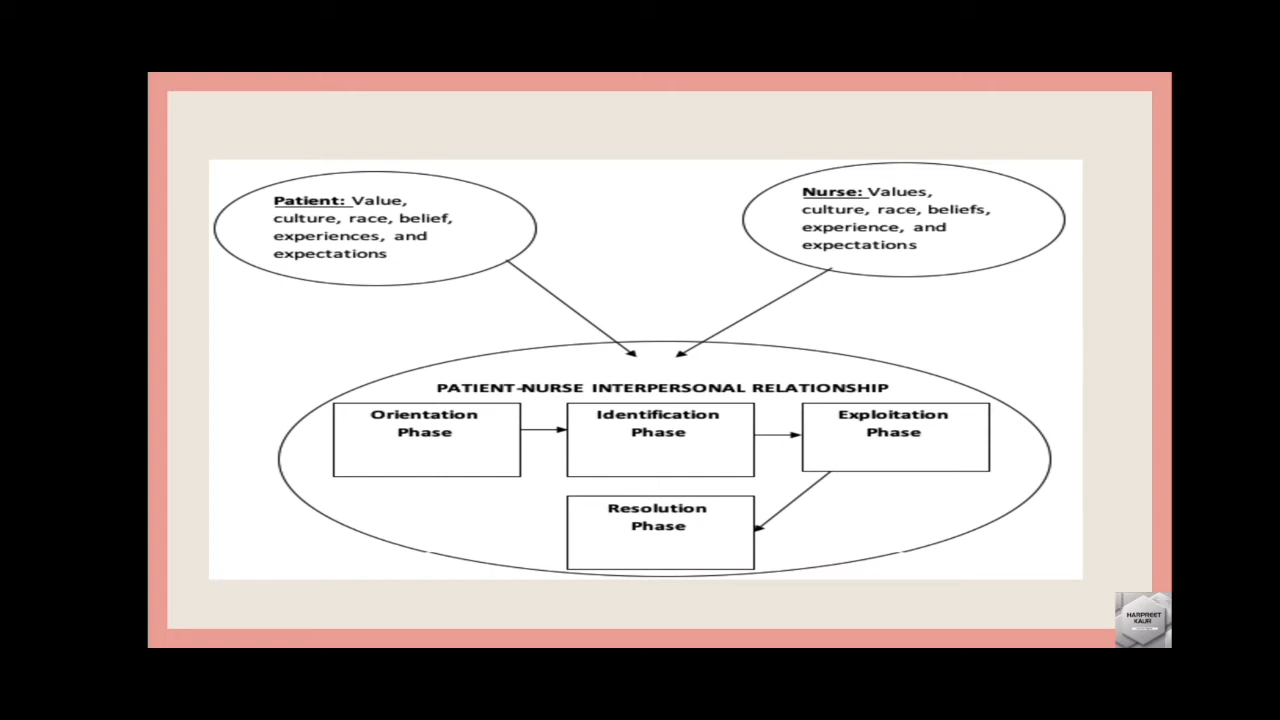 Patient: Value,
culture, race, belief,
experiences, and
expectations
Nurse: Values,
culture, race, beliefs,
experience, and
expectations
PATIENT-NURSE INTERPERSONAL RELATIONSHIP
Orientation
Phase
Identification
Phase
Exploitation
Phase
Resolution
Phase
HARPREET
KAUR